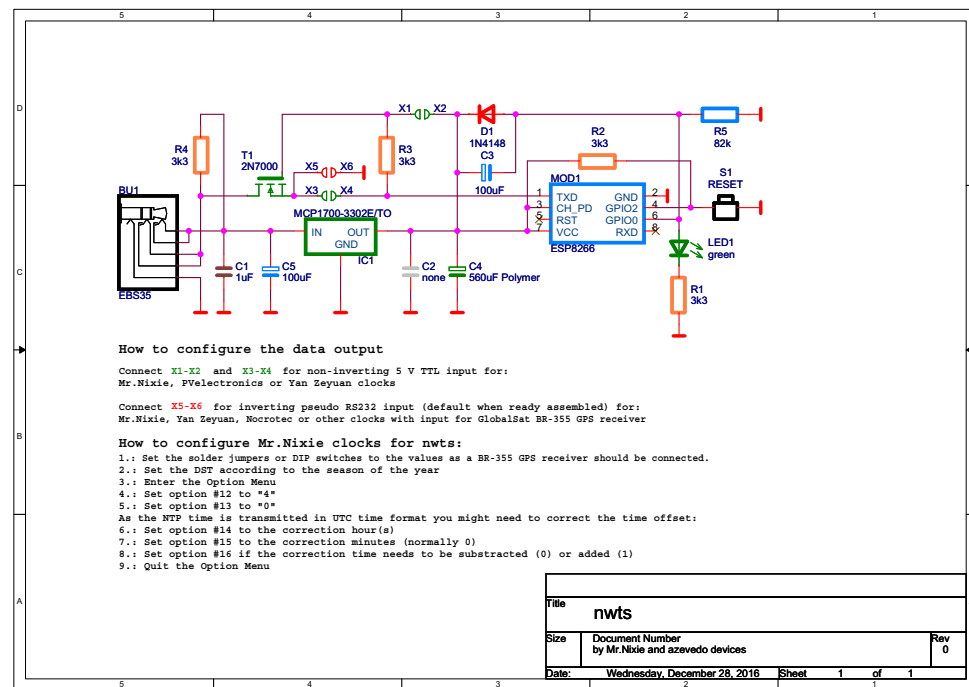 5 4 3 2 1
D
C
B
A
X1 X2
R4
3k3
T1
2N7000
X5 X6
X3 X4
R3
3k3
D1
1N4148
C3
100uF
R2
3k3
R5
82k
S1
RESET
BU1
EBS35
MCP1700-3302E/TO
IN OUT
GND
IC1
MOD1
1 TXD GND 2
3 CH_PD GPIO2 4
5 RST GPIO0 6
7 VCC RXD 8
ESP8266
LED1
green
R1
3k3
C1
1uF
C5
100uF
C2
none
C4
560uF Polymer
How to configure the data output
Connect X1-X2 and X3-X4 for non-inverting 5 V TTL input for:
Mr.Nixie, PVelectronics or Yan Zeyuan clocks
Connect X5-X6 for inverting pseudo RS232 input (default when ready assembled) for:
Mr.Nixie, Yan Zeyuan, Nocrotec or other clocks with input for GlobalSat BR-355 GPS receiver
How to configure Mr.Nixie clocks for nwts:
1.: Set the solder jumpers or DIP switches to the values as a BR-355 GPS receiver should be connected.
2.: Set the DST according to the season of the year
3.: Enter the Option Menu
4.: Set option #12 to "4"
5.: Set option #13 to "0"
As the NTP time is transmitted in UTC time format you might need to correct the time offset:
6.: Set option #14 to the correction hour(s)
7.: Set option #15 to the correction minutes (normally 0)
8.: Set option #16 if the correction time needs to be substracted (0) or added (1)
9.: Quit the Option Menu
Title
nwts
Size Document Number Rev
by Mr.Nixie and azevedo devices 0
Date: Wednesday, December 28, 2016 Sheet 1 of 1
5 4 3 2 1